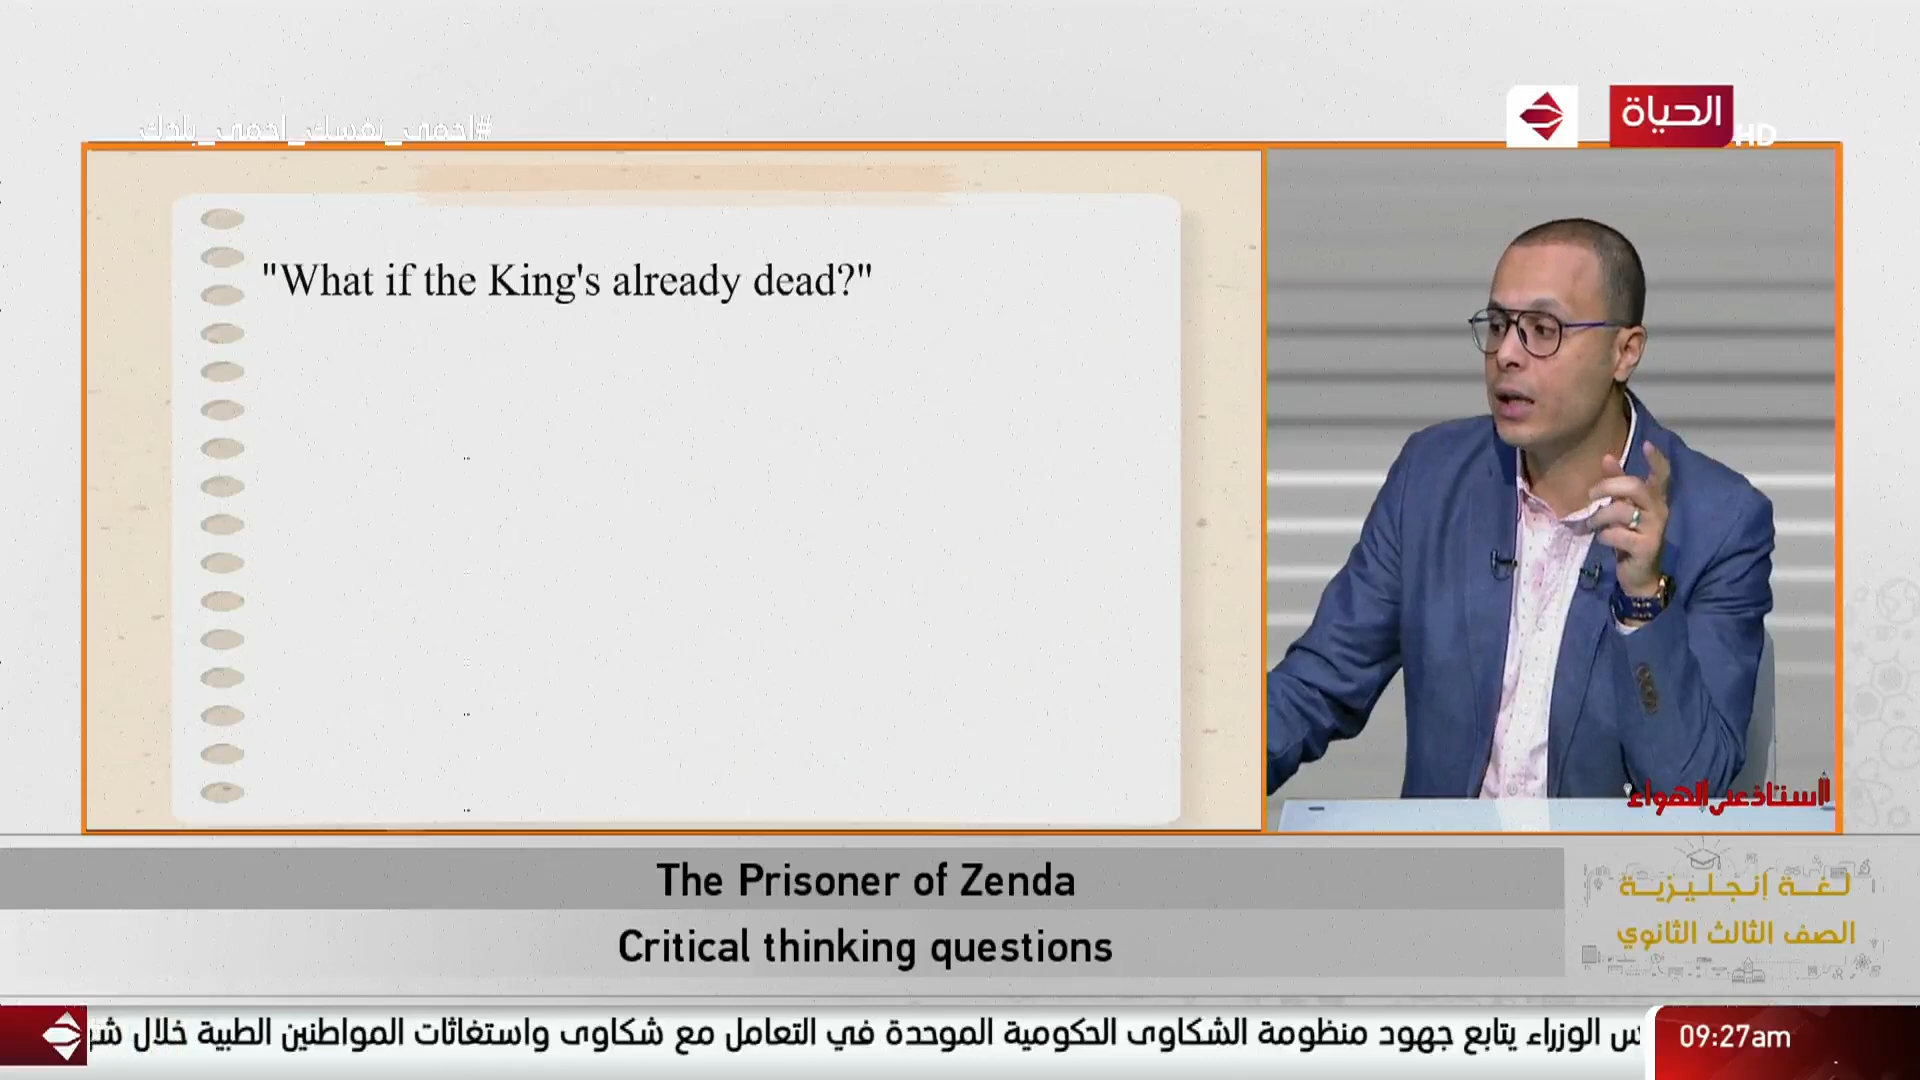 #احمي_نفسك_احمي_بلدك
الحياة
HD
"What if the King's already dead?"
أستاذ على الهواء
The Prisoner of Zenda
Critical thinking questions
لغة إنجليزية
الصف الثالث الثانوي
س الوزراء يتابع جهود منظومة الشكاوى الحكومية الموحدة في التعامل مع شكاوى واستغاثات المواطنين الطبية خلال شه
09:27am